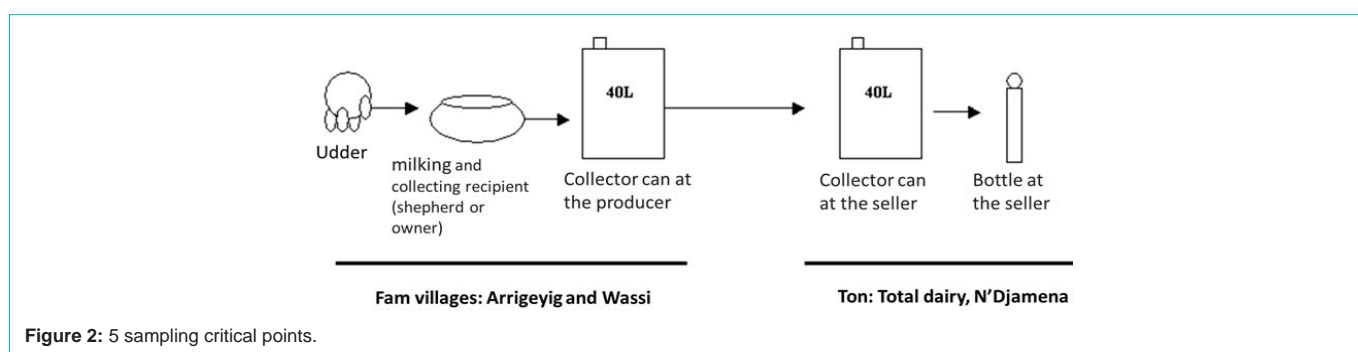 40L
40L
Udder
milking and
collecting recipient
(shepherd or
owner)
Collector can at
the producer
Collector can
at the seller
Bottle at
the seller
Fam villages: Arrigeyig and Wassi
Ton: Total dairy, N'Djamena
Figure 2: 5 sampling critical points.